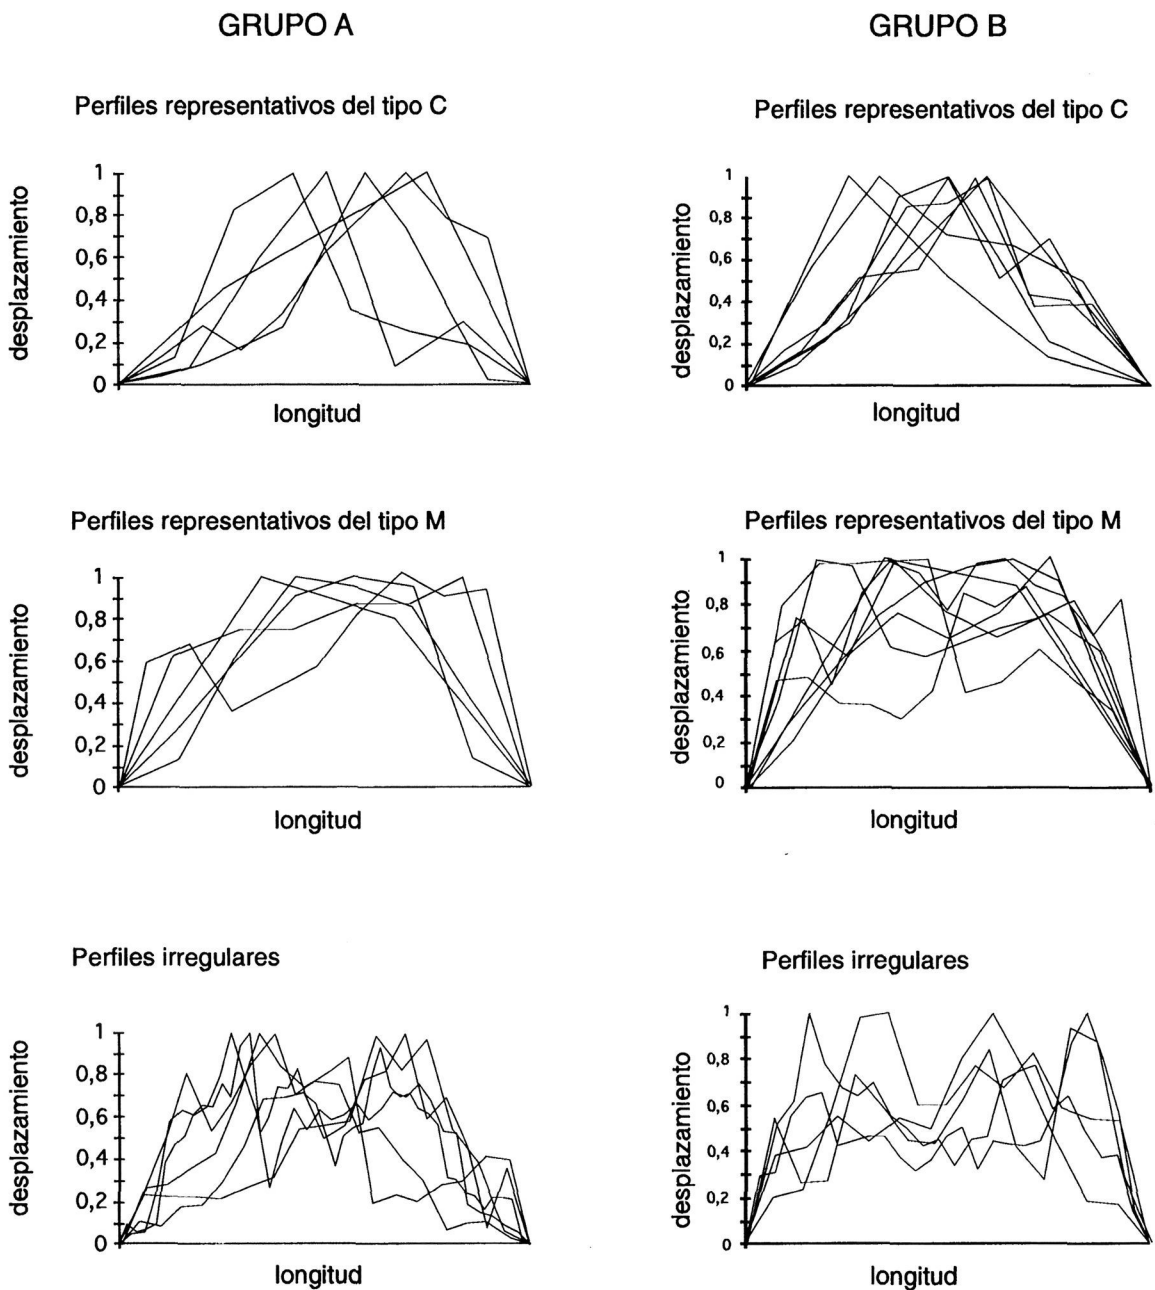 GRUPO A
GRUPO B
Perfiles representativos del tipo C
Perfiles representativos del tipo C
desplazamiento
1
0,8
0,6
0,4
0,2
0
longitud
desplazamiento
1
0,8
0,6
0,4
0,2
0
longitud
Perfiles representativos del tipo M
Perfiles representativos del tipo M
desplazamiento
1
0,8
0,6
0,4
0,2
0
longitud
desplazamiento
1
0,8
0,6
0,4
0,2
0
longitud
Perfiles irregulares
Perfiles irregulares
desplazamiento
1
0,8
0,6
0,4
0,2
0
longitud
desplazamiento
1
0,8
0,6
0,4
0,2
0
longitud